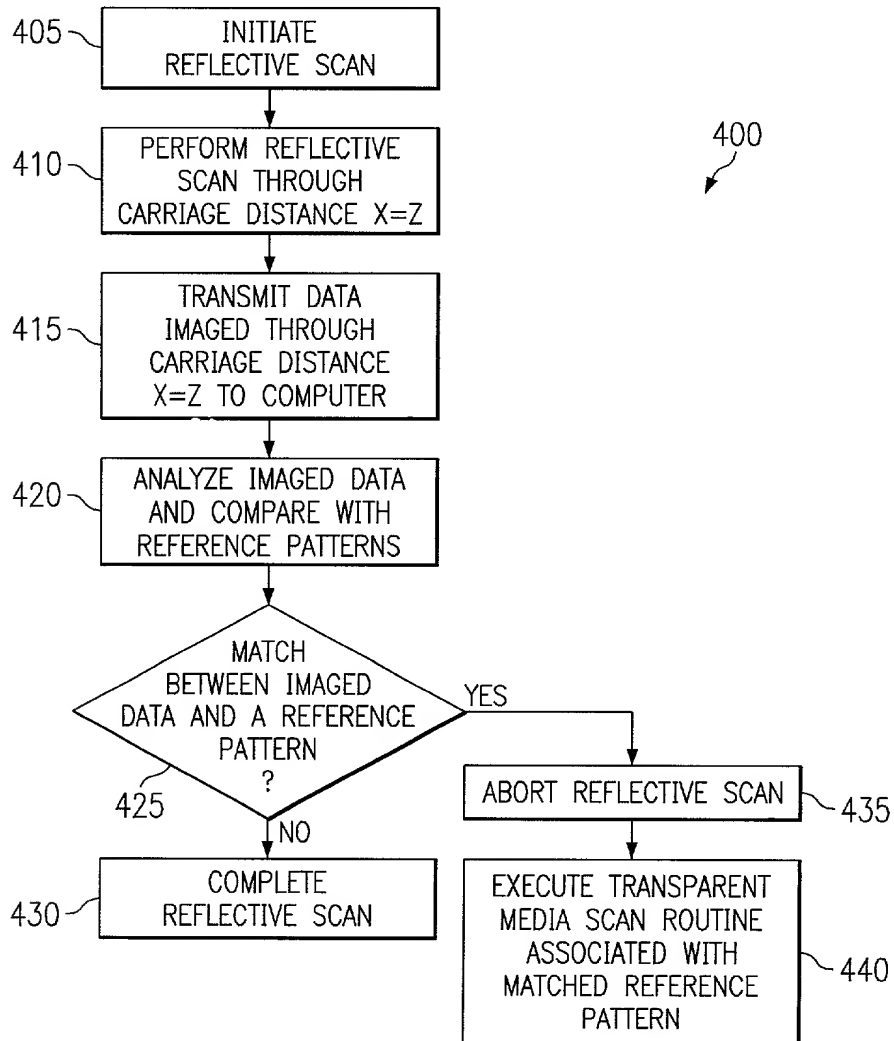 405
INITIATE
REFLECTIVE SCAN
400
410
PERFORM REFLECTIVE
SCAN THROUGH
CARRIAGE DISTANCE X=Z
415
TRANSMIT DATA
IMAGED THROUGH
CARRIAGE DISTANCE
X=Z TO COMPUTER
420
ANALYZE IMAGED DATA
AND COMPARE WITH
REFERENCE PATTERNS
MATCH
BETWEEN IMAGED
DATA AND A REFERENCE
PATTERN
?
425
YES
NO
ABORT REFLECTIVE SCAN
435
430
COMPLETE
REFLECTIVE SCAN
EXECUTE TRANSPARENT
MEDIA SCAN ROUTINE
ASSOCIATED WITH
MATCHED REFERENCE
PATTERN
440